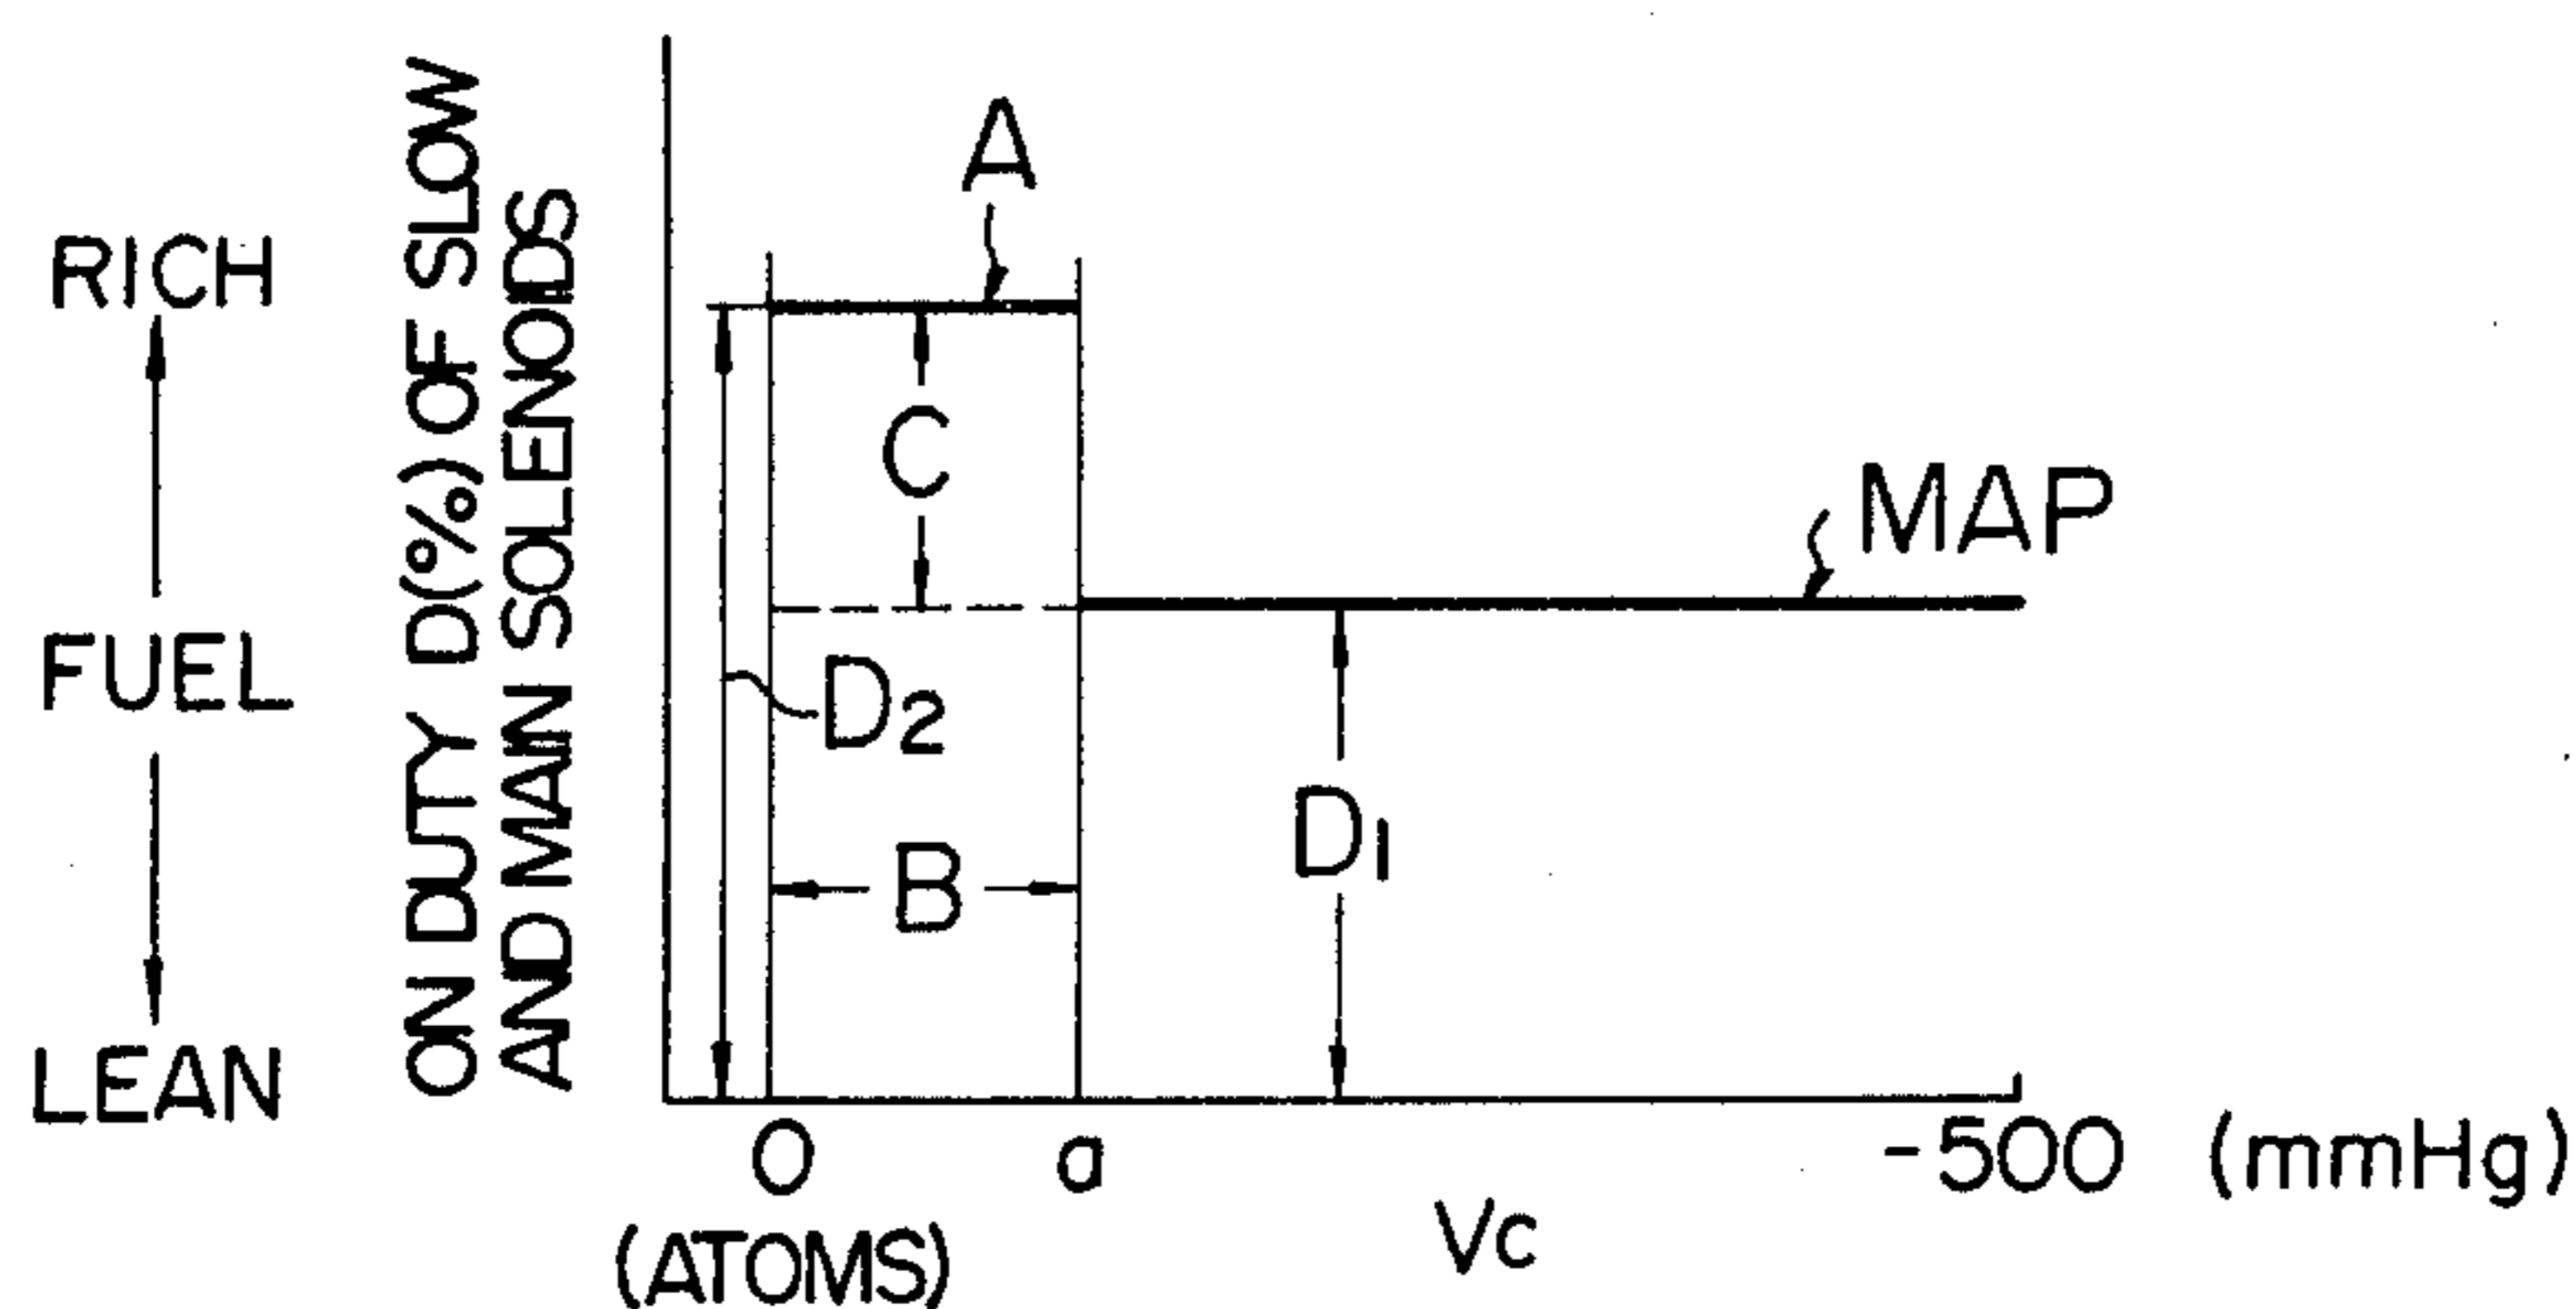 RICH
FUEL
LEAN
ON DUTY D(%) OF SLOW
AND MAIN SOLENOIDS
A
C
MAP
D2
D1
B
0
a
-500 (mmHg)
(ATOMS)
Vc